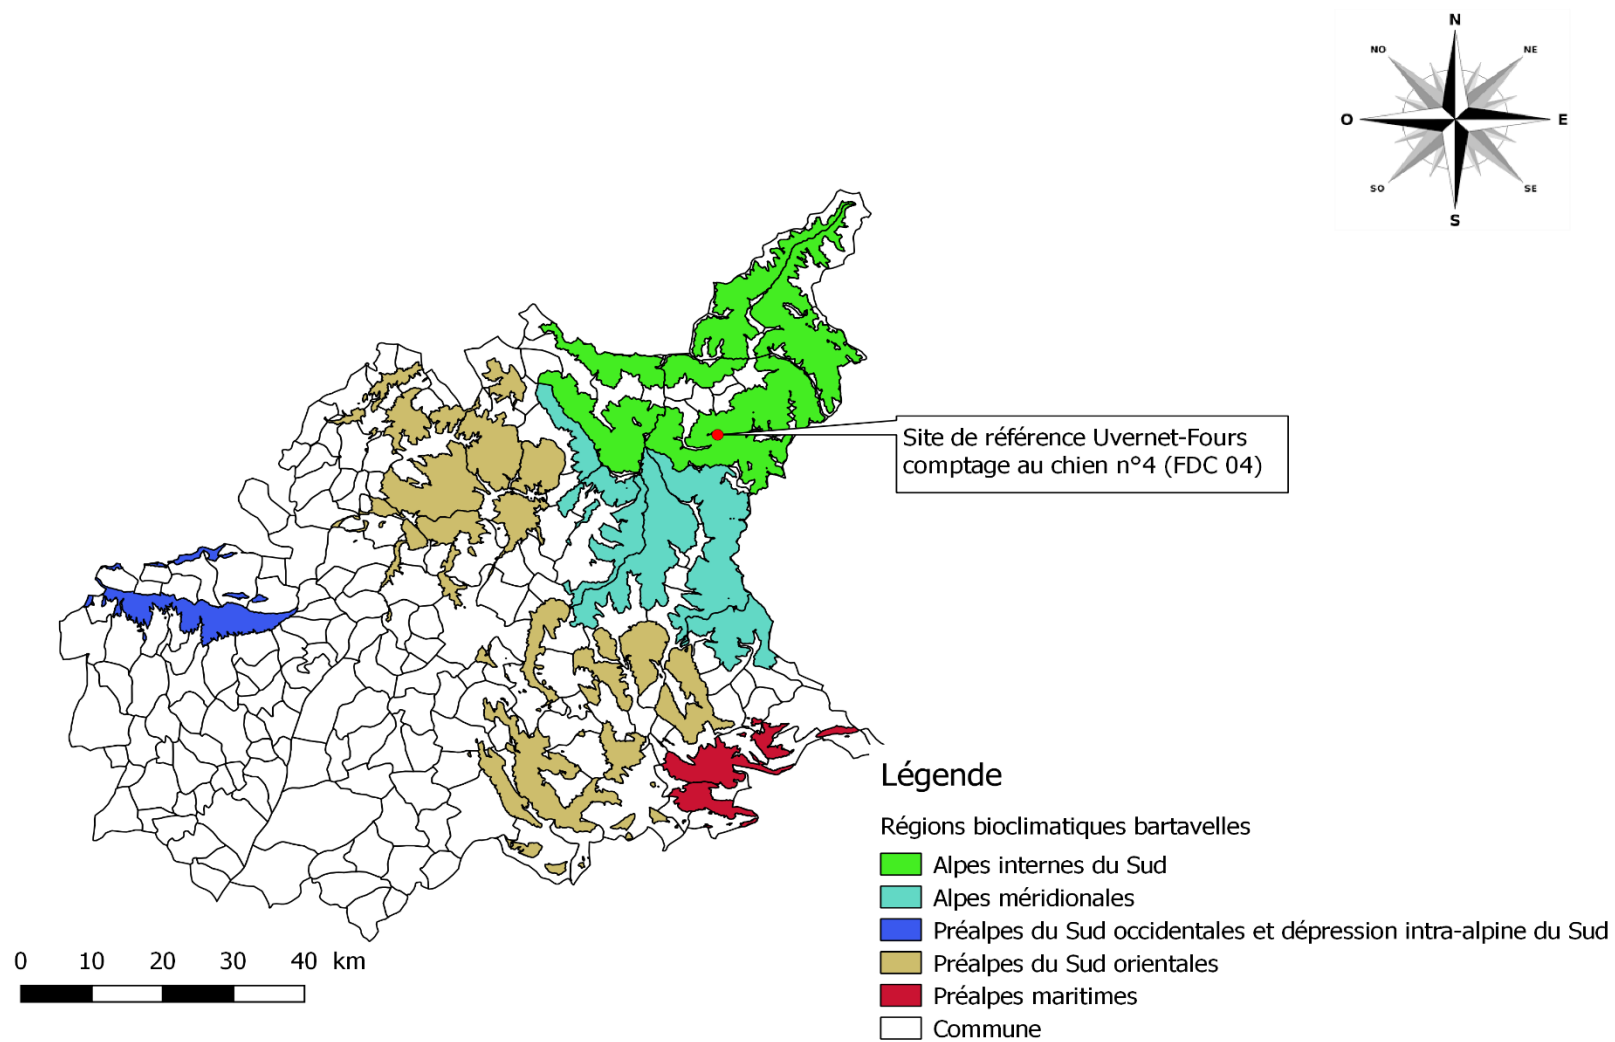 N
NO
NE
O
E
SO
SE
S
Site de référence Uvernet-Fours
comptage au chien n°4 (FDC 04)
Légende
Régions bioclimatiques bartavelles
Alpes internes du Sud
Alpes méridionales
Préalpes du Sud occidentales et dépression intra-alpine du Sud
Préalpes du Sud orientales
Préalpes maritimes
Commune
0 10 20 30 40 km